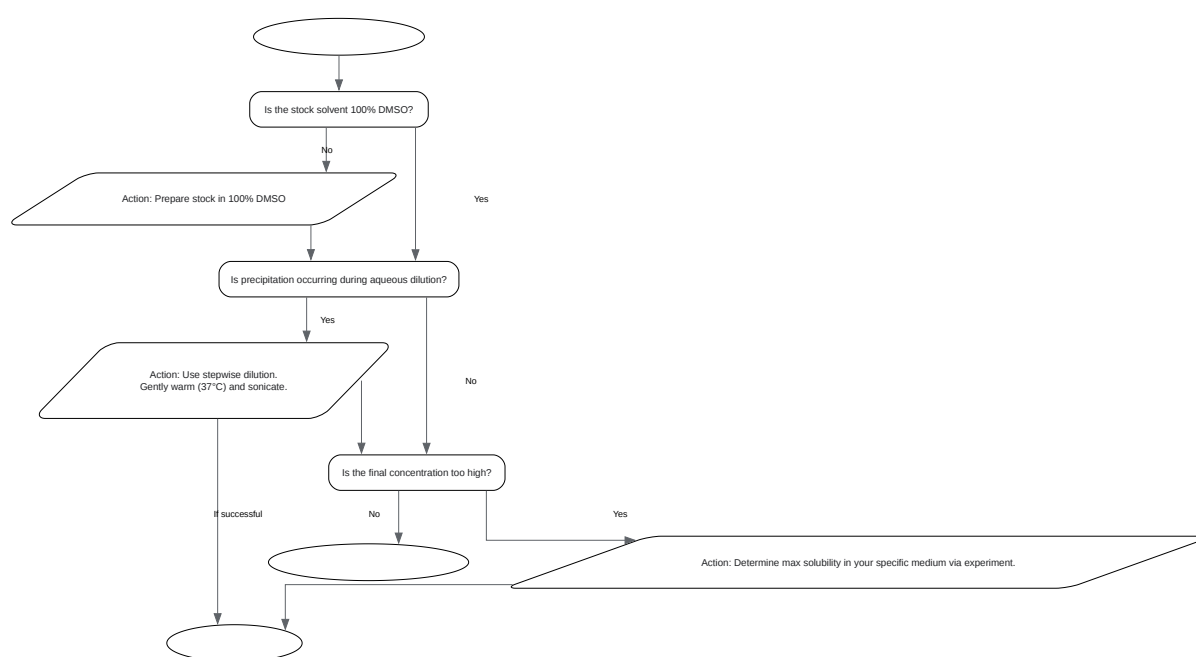 Is the stock solvent 100% DMSO?
No
Action: Prepare stock in 100% DMSO
Yes
Is precipitation occurring during aqueous dilution?
Yes
Action: Use stepwise dilution.
Gently warm (37°C) and sonicate.
No
Is the final concentration too high?
If successful
No
Yes
Action: Determine max solubility in your specific medium via experiment.